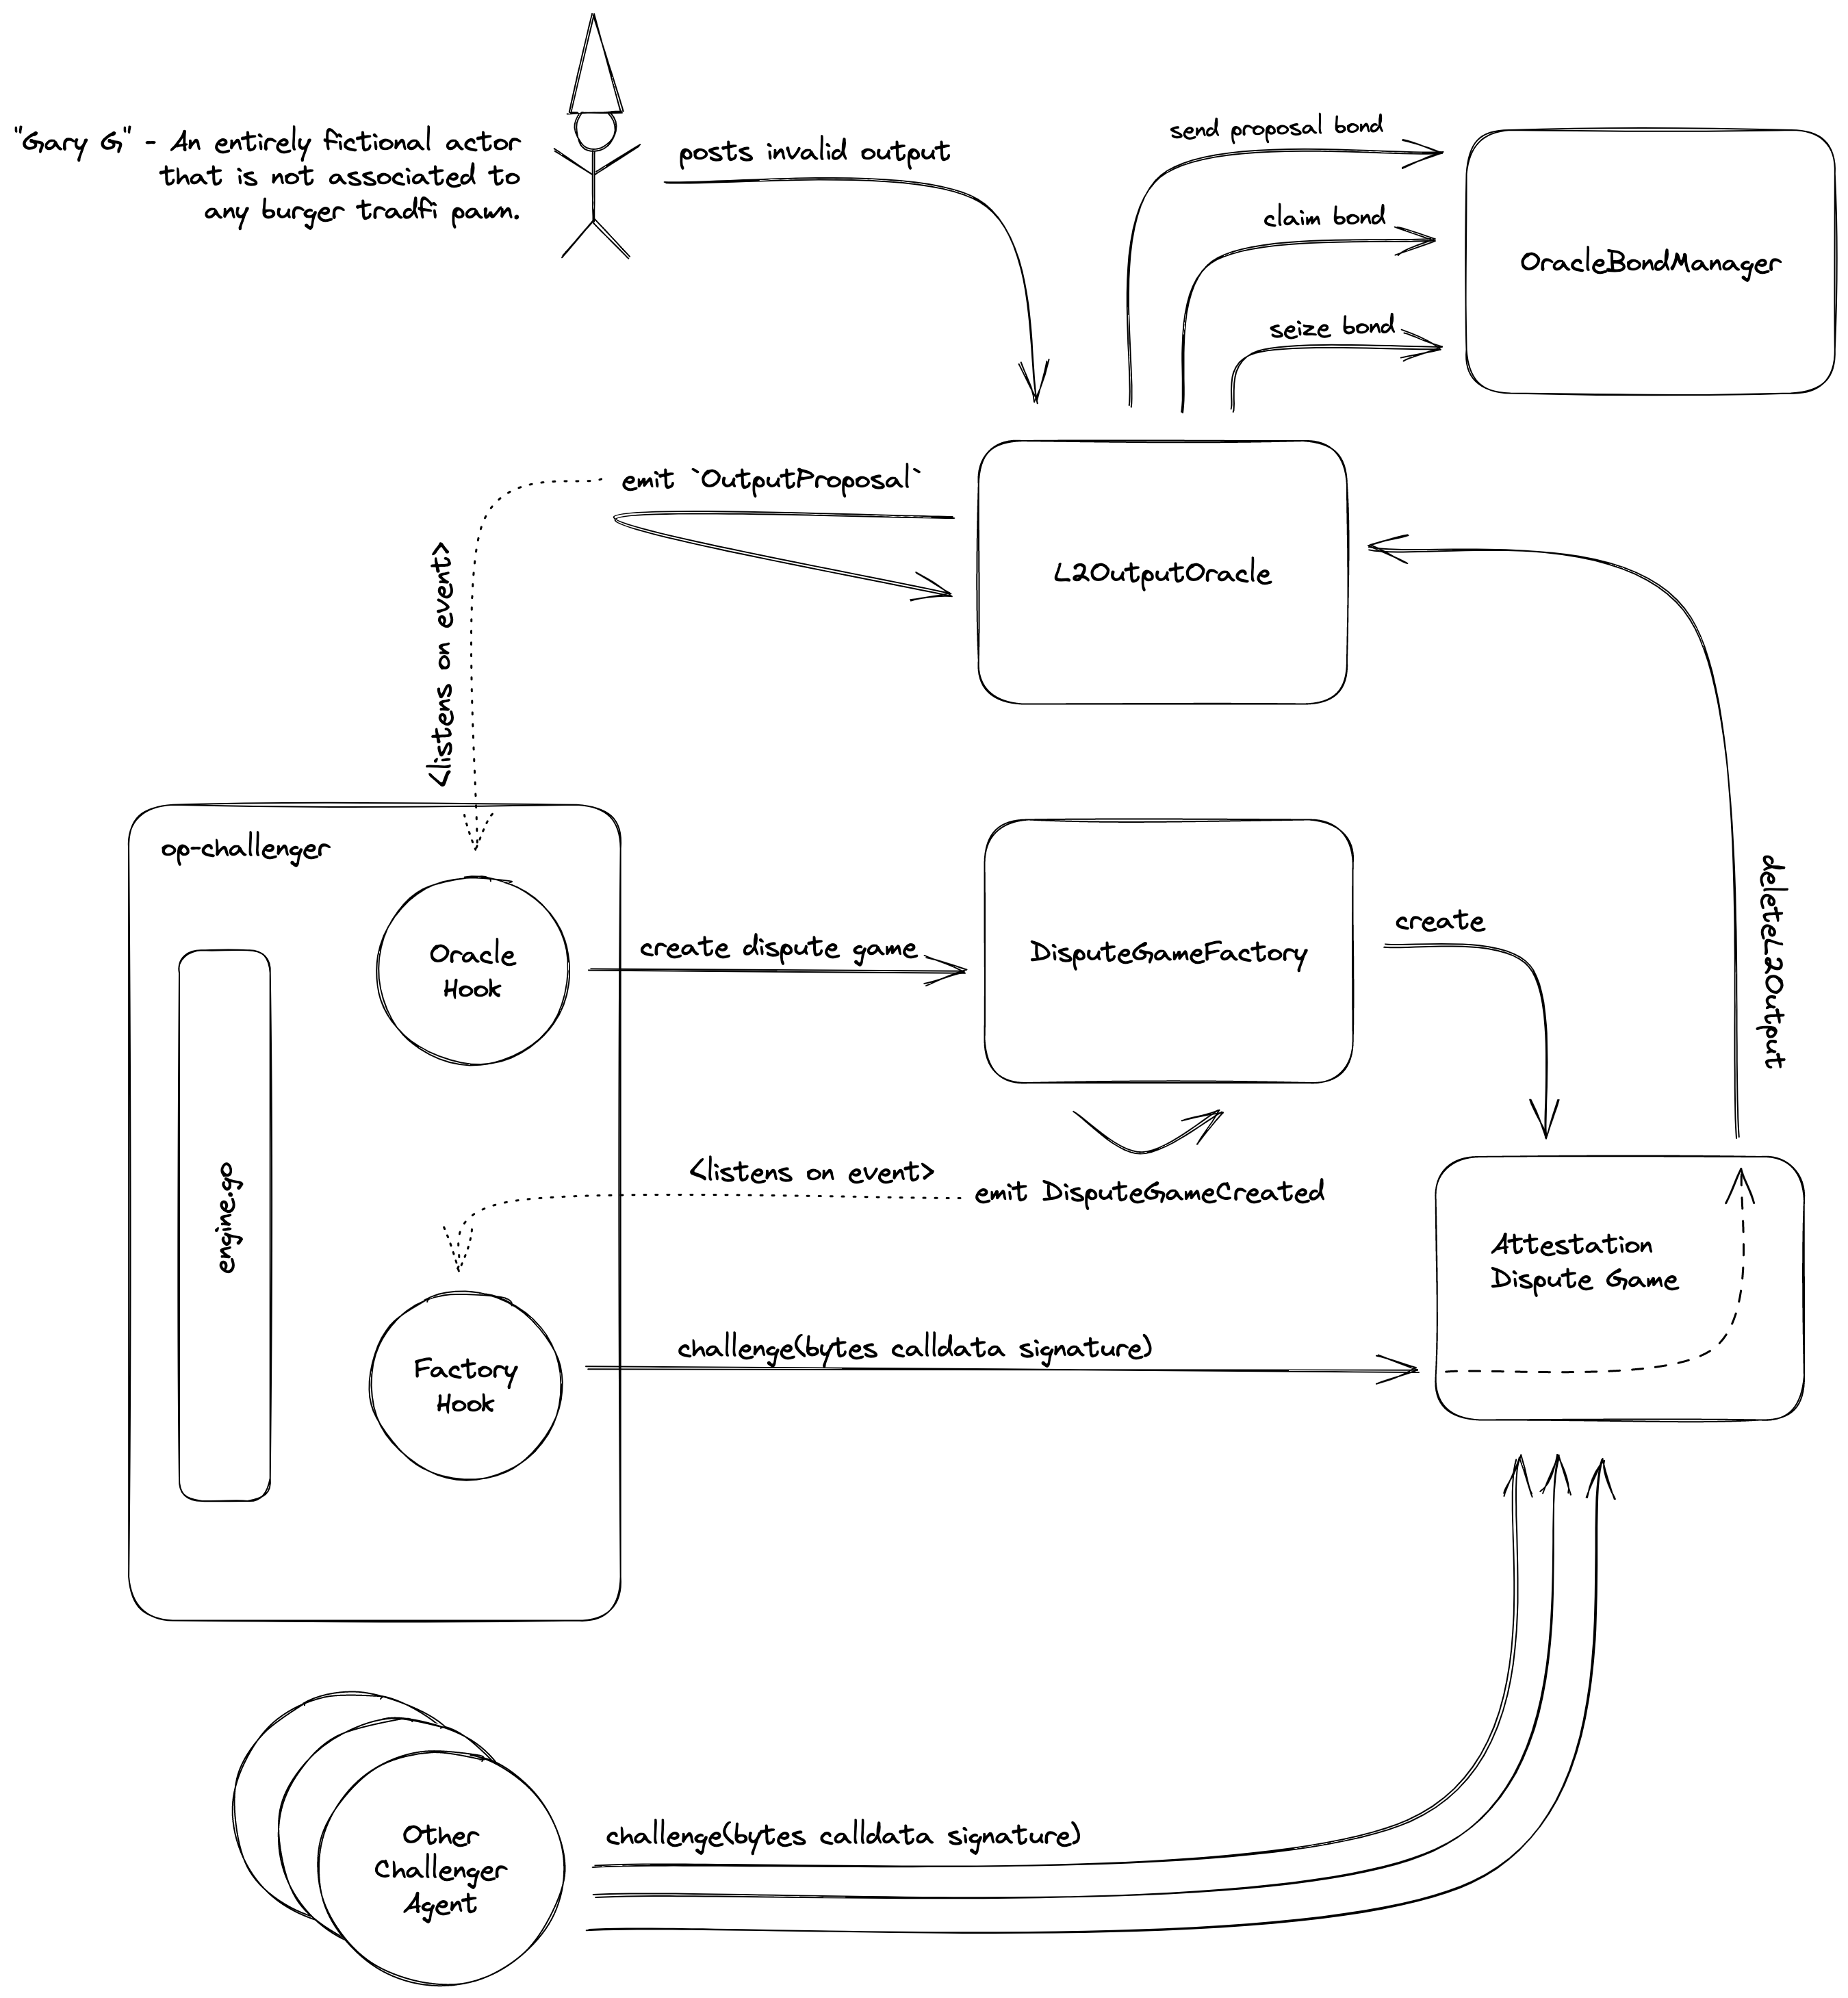 "Gary G" - An entirely fictional actor
that is not associated to
any burger tradfi pawn.
posts invalid output
send proposal bond
claim bond
seize bond
OracleBondManager
emit `OutputProposal`
L2OutputOracle
<listens on event>
op-challenger
Oracle
Hook
create dispute game
DisputeGameFactory
create
deleteL2Output
engine.go
<listens on event>
emit DisputeGameCreated
Attestation
Dispute Game
Factory
Hook
challenge(bytes calldata signature)
Other
Challenger
Agent
challenge(bytes calldata signature)